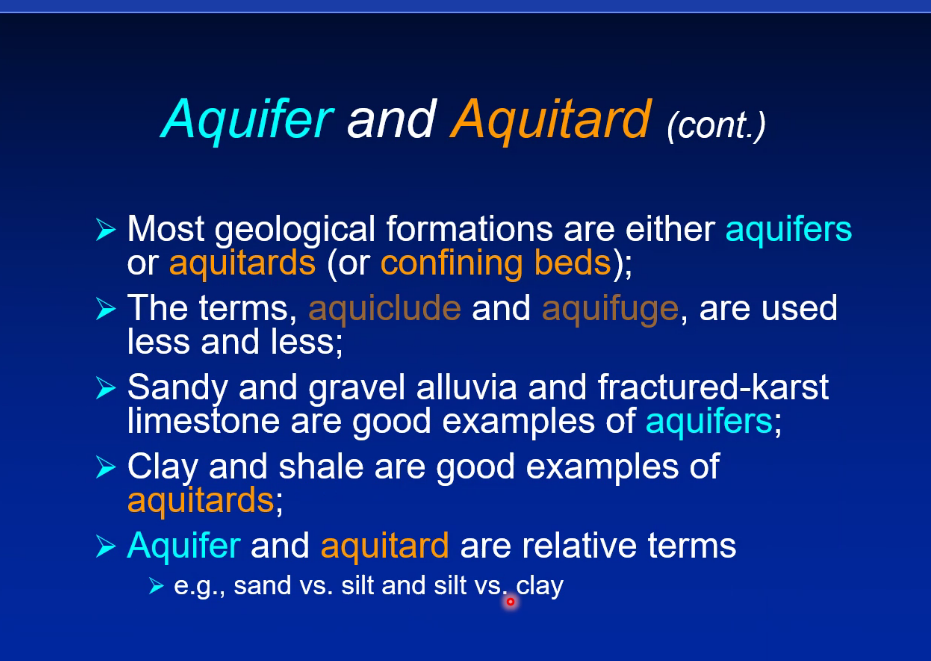 Aquifer and Aquitard (cont.)
Most geological formations are either aquifers
or aquitards (or confining beds);
The terms, aquiclude and aquifuge, are used
less and less;
Sandy and gravel alluvia and fractured-karst
limestone are good examples of aquifers;
Clay and shale are good examples of
aquitards;
Aquifer and aquitard are relative terms
e.g., sand vs. silt and silt vs. clay